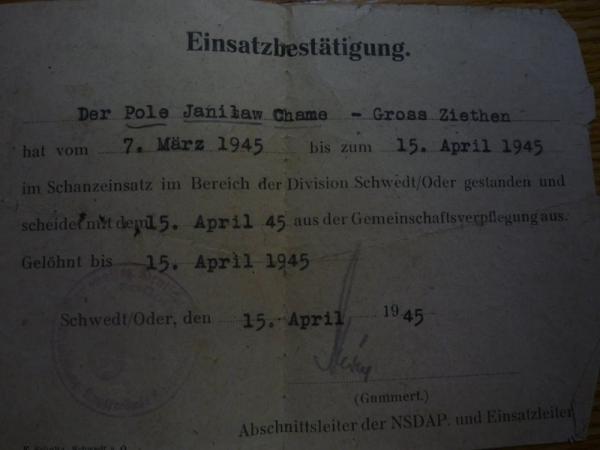 Einsatzbestätigung.
Der Pole Janiław Chame - Gross Ziethen
hat vom 7. März 1945 bis zum 15. April 1945
im Schanzeinsatz im Bereich der Division Schwedt/Oder gestanden und
scheidet mit dem 15. April 45 aus der Gemeinschaftsverpflegung aus.
Gelöhnt bis 15. April 1945
Schwedt/Oder, den 15. April 1945
(Gummert.)
Abschnittsleiter der NSDAP. und Einsatzleiter